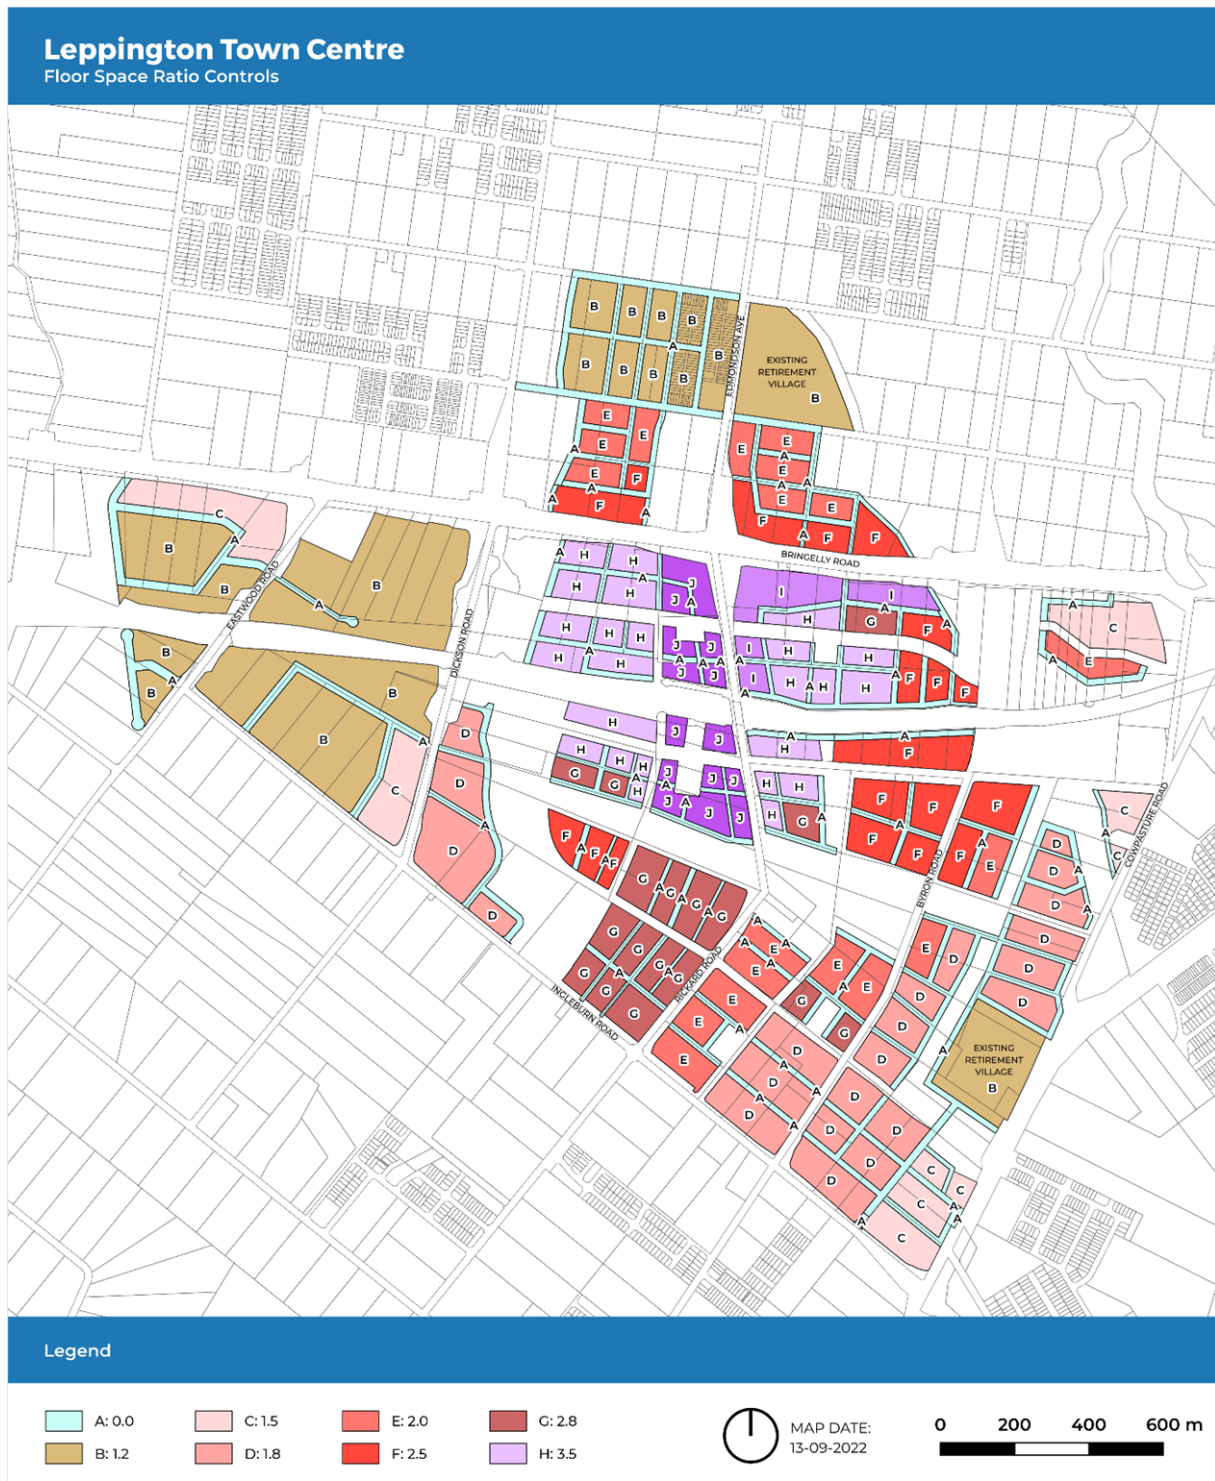 Leppington Town Centre
Floor Space Ratio Controls
B B B B
A
B B B B B
EDMONDSON AVE
EXISTING
RETIREMENT
VILLAGE
B
E E
A E
E F
A A F A
E E
A
E
A A
E E
F A F F
BRINGELLY ROAD
C
A
B
B
EASTWOOD ROAD
A
B
B
A
B
B
B
A
C
DICKSON ROAD
D
D
A
D
D
A H H
A
H H
J
J A
I I
H A
G
F A
H H H
H A H
J J
A A A
J J
I A
H H
I
H A H H
A
F F F
A
A
C
A
E
H
J J
A A
H F
H H H
G G A
H
J J J
A
J A J J
H H
H G A
F F F
A
F F
F A
E
BYRON ROAD
C
A
C
COWPASTURE ROAD
D
D A
D A
D
D
D
F A F A F
G A G A G A G
G
G
G A G A G
G
G
RICKARD ROAD
INGLEBURN ROAD
A
A E A
E A
E
E A
E
E
A E
G
G
E D
D
D
D
A
EXISTING
RETIREMENT
VILLAGE
B
D
A
D A
A
D A
D
D D
D
D
A
C
C
C A
A
C
Legend
A: 0.0
C: 1.5
E: 2.0
G: 2.8
B: 1.2
D: 1.8
F: 2.5
H: 3.5
MAP DATE:
13-09-2022
0 200 400 600 m